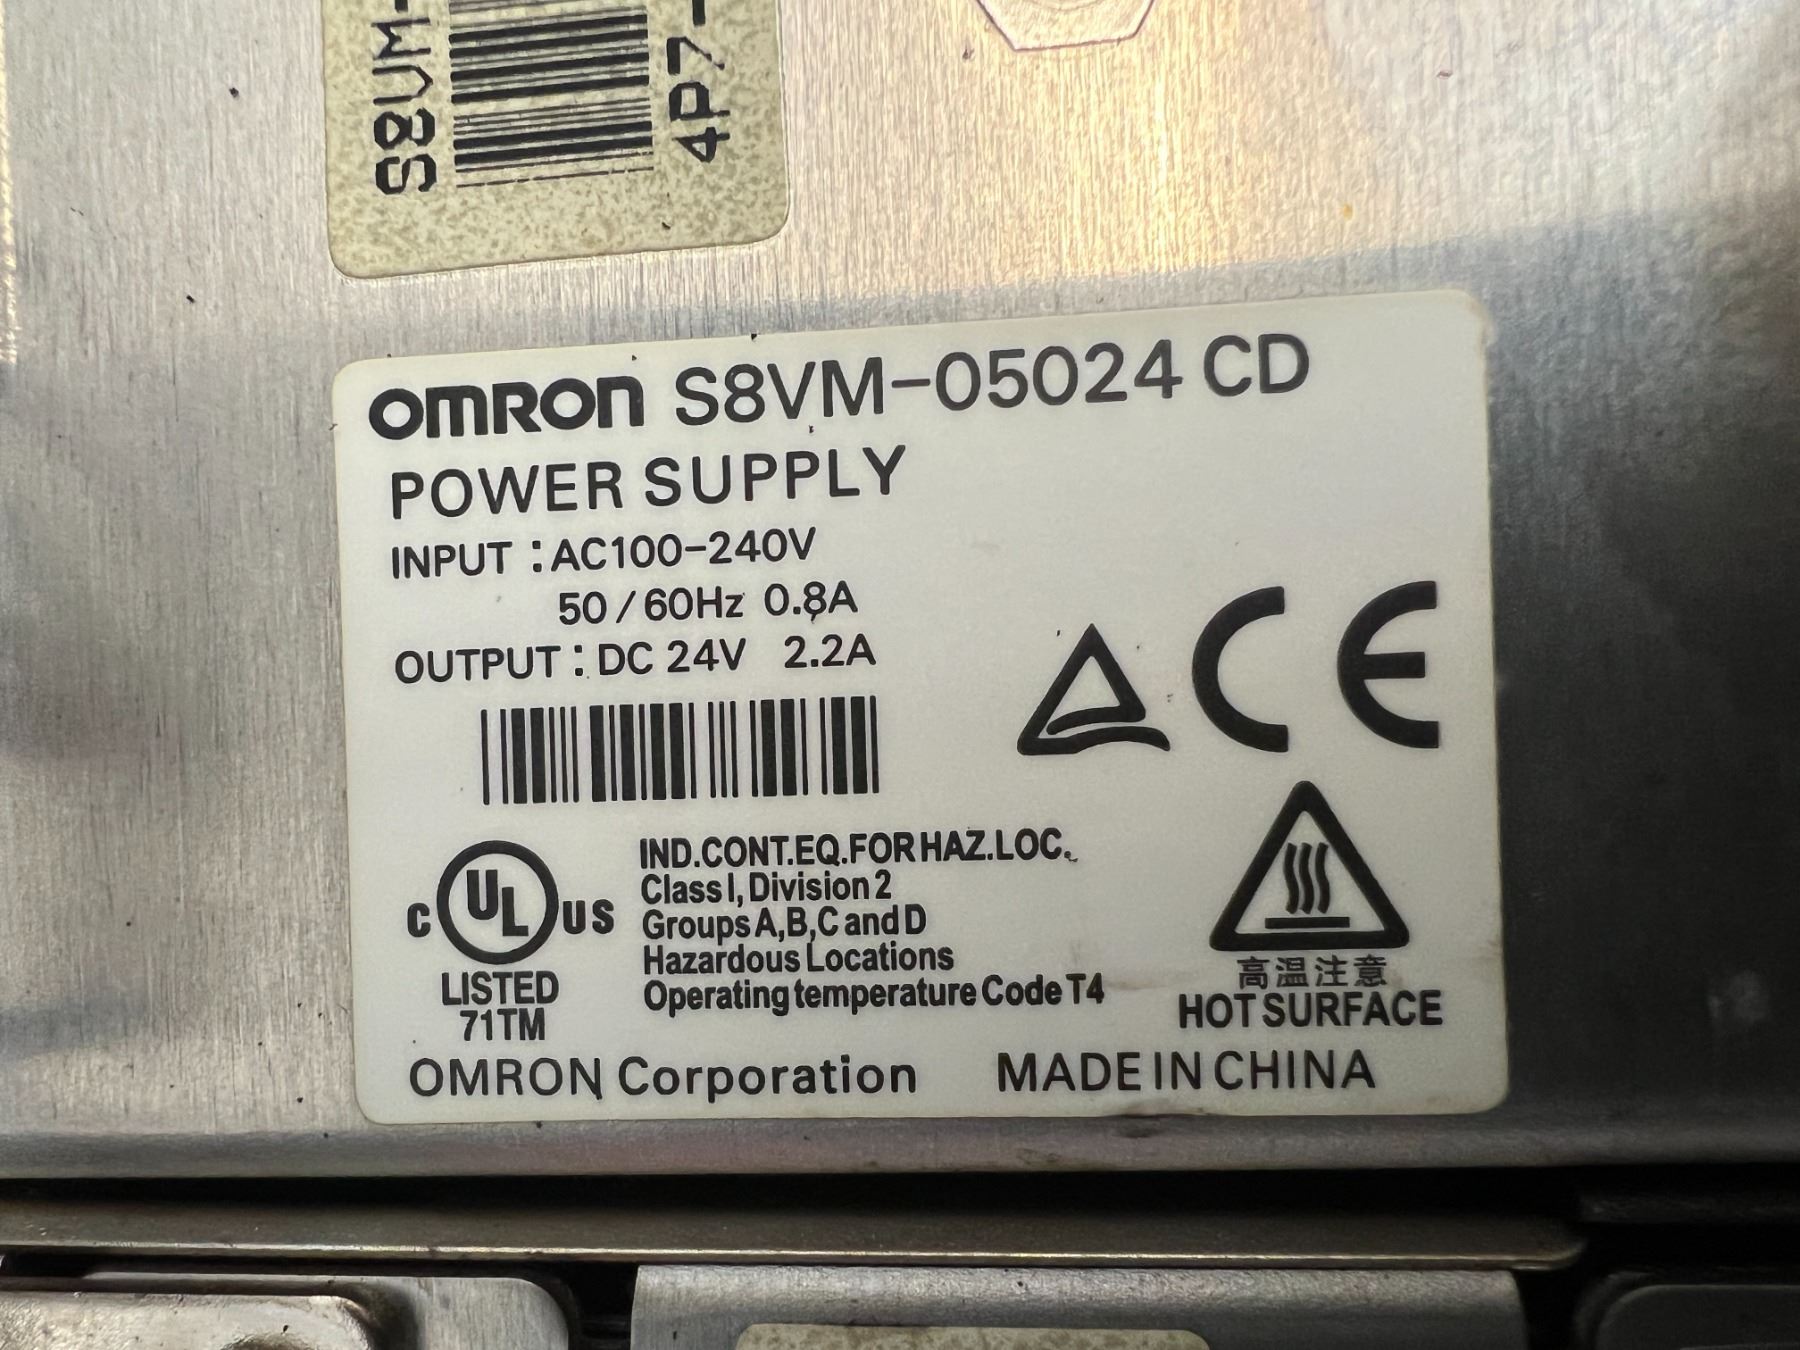 S8VM-
4P7-
OMRON S8VM-05024 CD
POWER SUPPLY
INPUT : AC100-240V
50/60Hz 0.8A
OUTPUT : DC 24V 2.2A
CE
C UL US
LISTED
71TM
IND.CONT.EQ.FOR HAZ.LOC.
Class I, Division 2
Groups A,B,C and D
Hazardous Locations
Operating temperature Code T4
高温注意
HOT SURFACE
OMRON Corporation MADE IN CHINA